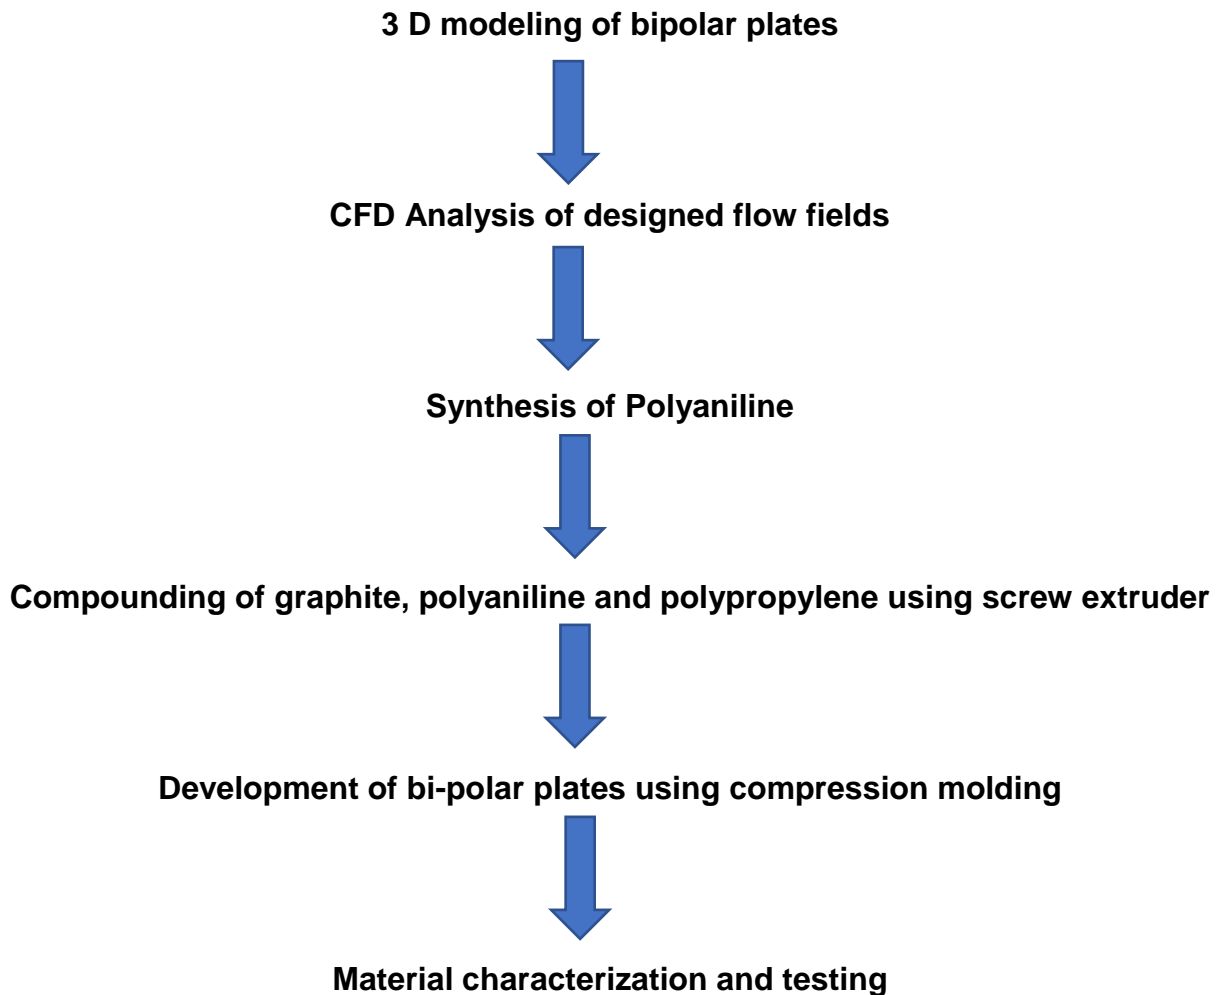 3 D modeling of bipolar plates
CFD Analysis of designed flow fields
Synthesis of Polyaniline
Compounding of graphite, polyaniline and polypropylene using screw extruder
Development of bi-polar plates using compression molding
Material characterization and testing